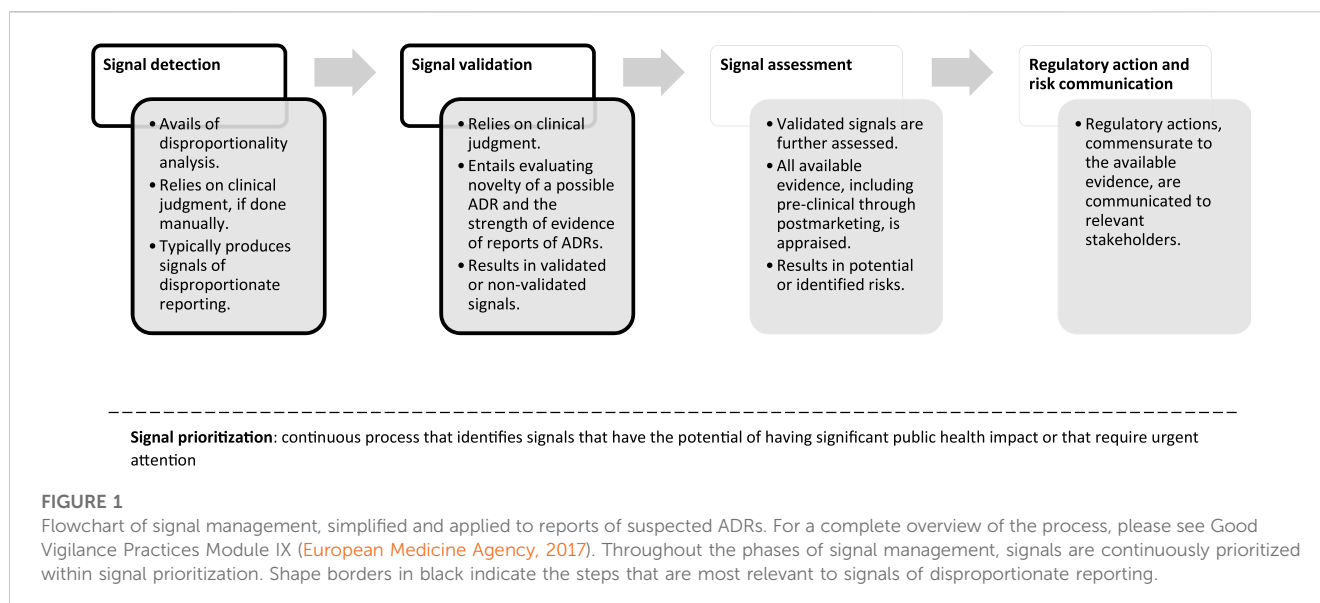 Signal detection
• Avails of
disproportionality
analysis.
• Relies on clinical
judgment, if done
manually.
• Typically produces
signals of
disproportionate
reporting.
Signal validation
• Relies on clinical
judgment.
• Entails evaluating
novelty of a possible
ADR and the
strength of evidence
of reports of ADRs.
• Results in validated
or non-validated
signals.
Signal assessment
• Validated signals are
further assessed.
• All available
evidence, including
pre-clinical through
postmarketing, is
appraised.
• Results in potential
or identified risks.
Regulatory action and
risk communication
• Regulatory actions,
commensurate to
the available
evidence, are
communicated to
relevant
stakeholders.
Signal prioritization: continuous process that identifies signals that have the potential of having significant public health impact or that require urgent
attention
FIGURE 1
Flowchart of signal management, simplified and applied to reports of suspected ADRs. For a complete overview of the process, please see Good
Vigilance Practices Module IX (European Medicine Agency, 2017). Throughout the phases of signal management, signals are continuously prioritized
within signal prioritization. Shape borders in black indicate the steps that are most relevant to signals of disproportionate reporting.